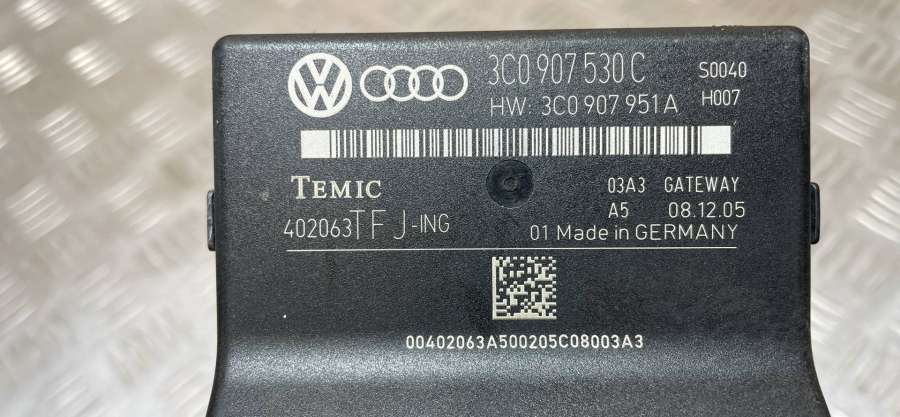 3C0 907 530 C S0040
HW: 3C0 907 951 A H007
TEMIC 03A3 GATEWAY
402063TFJ-ING A5 08.12.05
01 Made in GERMANY
00402063A500205C08003A3